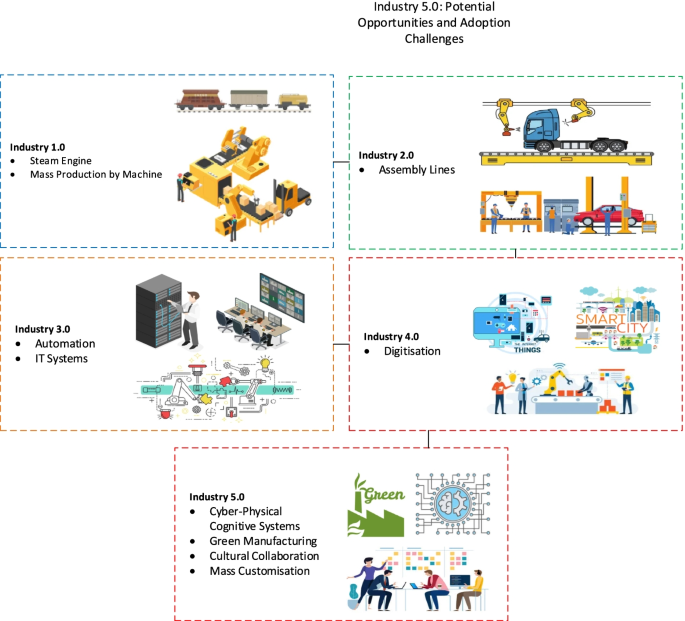 Industry 5.0: Potential
Opportunities and Adoption
Challenges
Industry 1.0
• Steam Engine
• Mass Production by Machine
Industry 2.0
• Assembly Lines
Industry 3.0
• Automation
• IT Systems
Industry 4.0
• Digitisation
THINGS
SMART
CITY
Industry 5.0
• Cyber-Physical
Cognitive Systems
• Green Manufacturing
• Cultural Collaboration
• Mass Customisation
Green